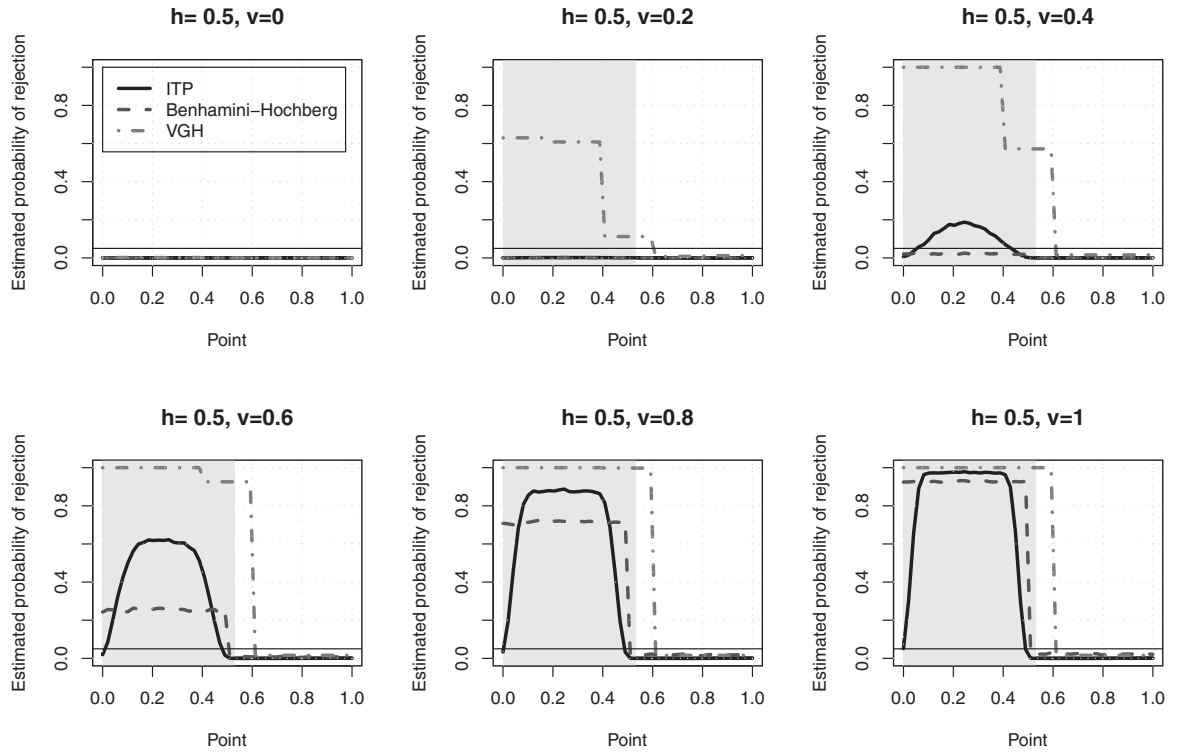 h= 0.5, v=0
h= 0.5, v=0.2
h= 0.5, v=0.4
Estimated probability of rejection
0.0 0.4 0.8
ITP
Benhamini−Hochberg
VGH
0.0 0.2 0.4 0.6 0.8 1.0
Point
Estimated probability of rejection
0.0 0.4 0.8
0.0 0.2 0.4 0.6 0.8 1.0
Point
Estimated probability of rejection
0.0 0.4 0.8
0.0 0.2 0.4 0.6 0.8 1.0
Point
h= 0.5, v=0.6
h= 0.5, v=0.8
h= 0.5, v=1
Estimated probability of rejection
0.0 0.4 0.8
0.0 0.2 0.4 0.6 0.8 1.0
Point
Estimated probability of rejection
0.0 0.4 0.8
0.0 0.2 0.4 0.6 0.8 1.0
Point
Estimated probability of rejection
0.0 0.4 0.8
0.0 0.2 0.4 0.6 0.8 1.0
Point